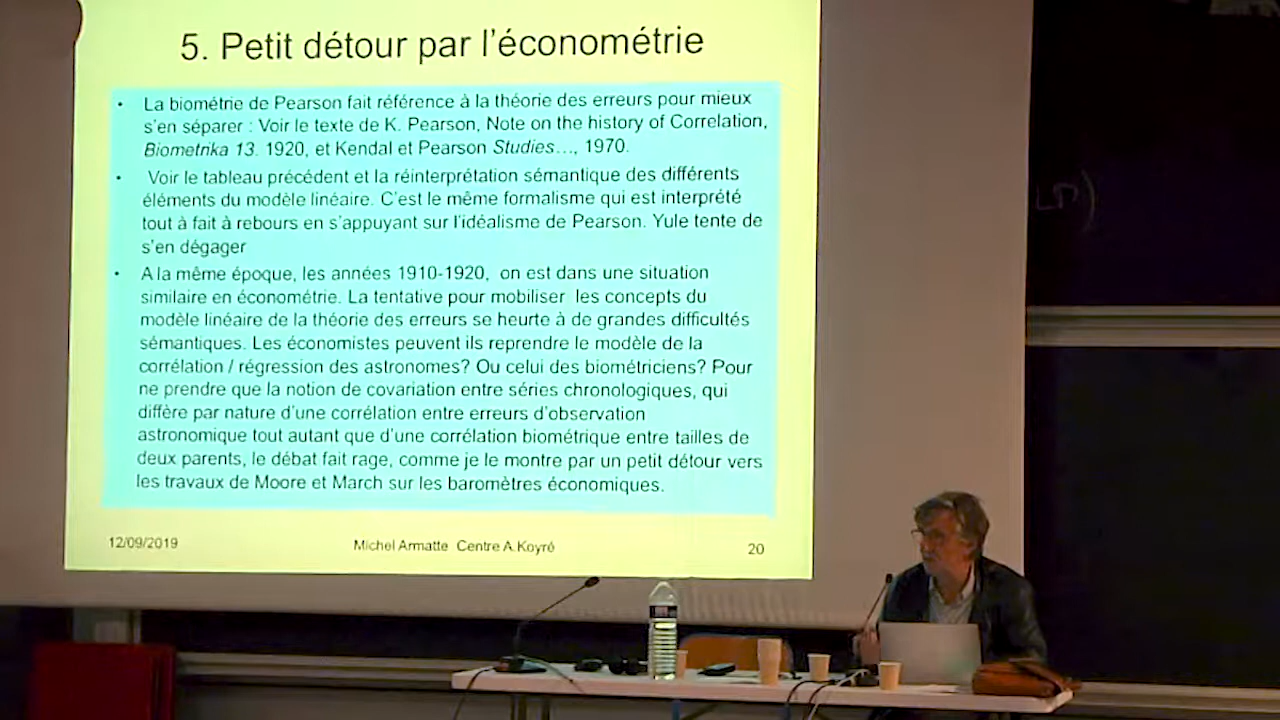 5. Petit détour par l'économétrie
• La biométrie de Pearson fait référence à la théorie des erreurs pour mieux
s'en séparer : Voir le texte de K. Pearson, Note on the history of Correlation,
Biometrika 13. 1920, et Kendal et Pearson Studies…, 1970.
• Voir le tableau précédent et la réinterprétation sémantique des différents
éléments du modèle linéaire. C'est le même formalisme qui est interprété
tout à fait à rebours en s'appuyant sur l'idéalisme de Pearson. Yule tente de
s'en dégager
• A la même époque, les années 1910-1920, on est dans une situation
similaire en économétrie. La tentative pour mobiliser les concepts du
modèle linéaire de la théorie des erreurs se heurte à de grandes difficultés
sémantiques. Les économistes peuvent ils reprendre le modèle de la
corrélation / régression des astronomes? Ou celui des biométriciens? Pour
ne prendre que la notion de covariation entre séries chronologiques, qui
diffère par nature d'une corrélation entre erreurs d'observation
astronomique tout autant que d'une corrélation biométrique entre tailles de
deux parents, le débat fait rage, comme je le montre par un petit détour vers
les travaux de Moore et March sur les baromètres économiques.
12/09/2019 Michel Armatte Centre A.Koyré 20